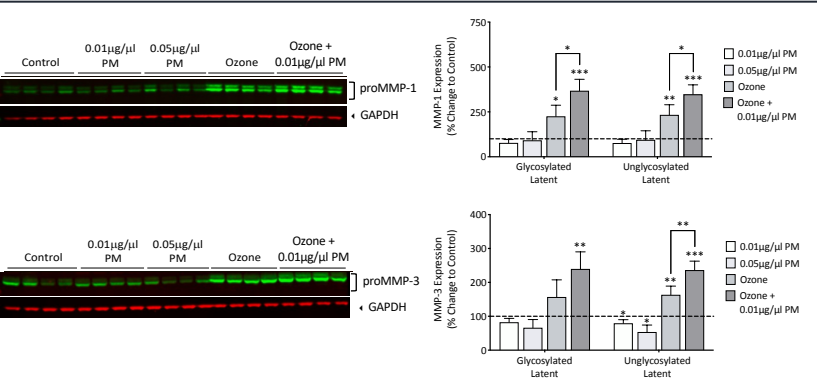 Control
0.01µg/µl
PM
0.05µg/µl
PM
Ozone
Ozone +
0.01µg/µl PM
proMMP-1
GAPDH
MMP-1 Expression
(% Change to Control)
750
500
250
0
*
***
*
**
***
*
Glycosylated
Latent
Unglycosylated
Latent
0.01µg/µl PM
0.05µg/µl PM
Ozone
Ozone +
0.01µg/µl PM
Control
0.01µg/µl
PM
0.05µg/µl
PM
Ozone
Ozone +
0.01µg/µl PM
proMMP-3
GAPDH
MMP-3 Expression
(% Change to Control)
400
300
200
100
0
**
*
*
**
***
**
Glycosylated
Latent
Unglycosylated
Latent
0.01µg/µl PM
0.05µg/µl PM
Ozone
Ozone +
0.01µg/µl PM